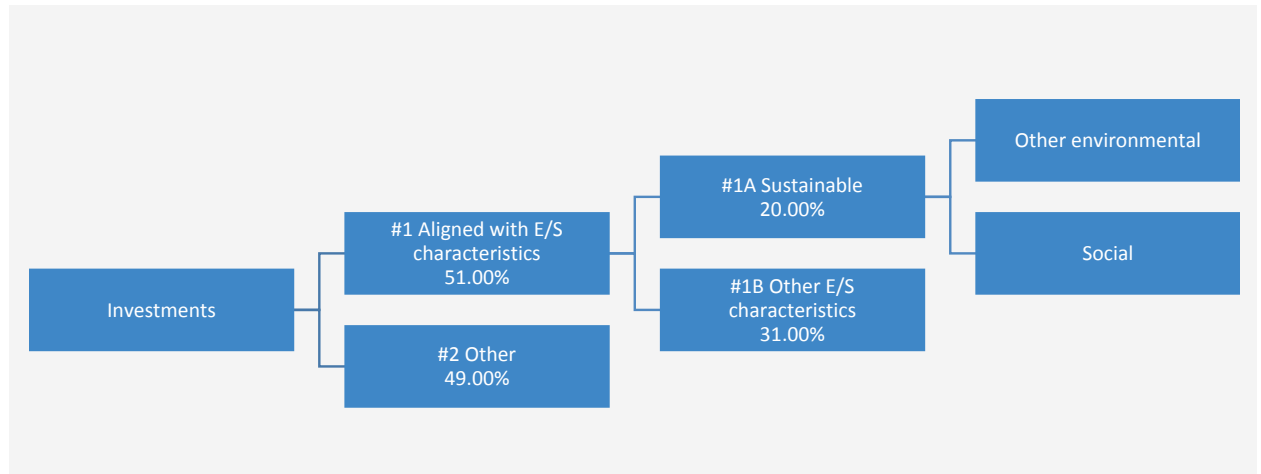 Investments
#1 Aligned with E/S
characteristics
51.00%
#2 Other
49.00%
#1A Sustainable
20.00%
#1B Other E/S
characteristics
31.00%
Other environmental
Social